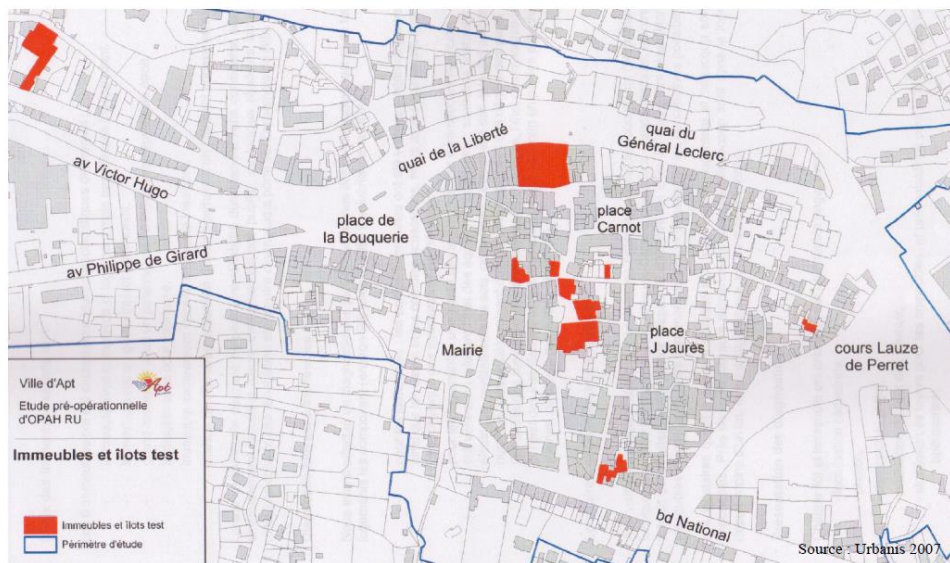 quai de la Liberté
quai du
Général Leclerc
av Victor Hugo
place de
la Bouquerie
place
Carnot
av Philippe de Girard
Mairie
place
J Jaurès
cours Lauze
de Perret
bd National
Ville d'Apt
Apt
Etude pré-opérationnelle
d'OPAH RU
Immeubles et îlots test
Immeubles et îlots test
Périmètre d'étude
Source : Urbanis 2007